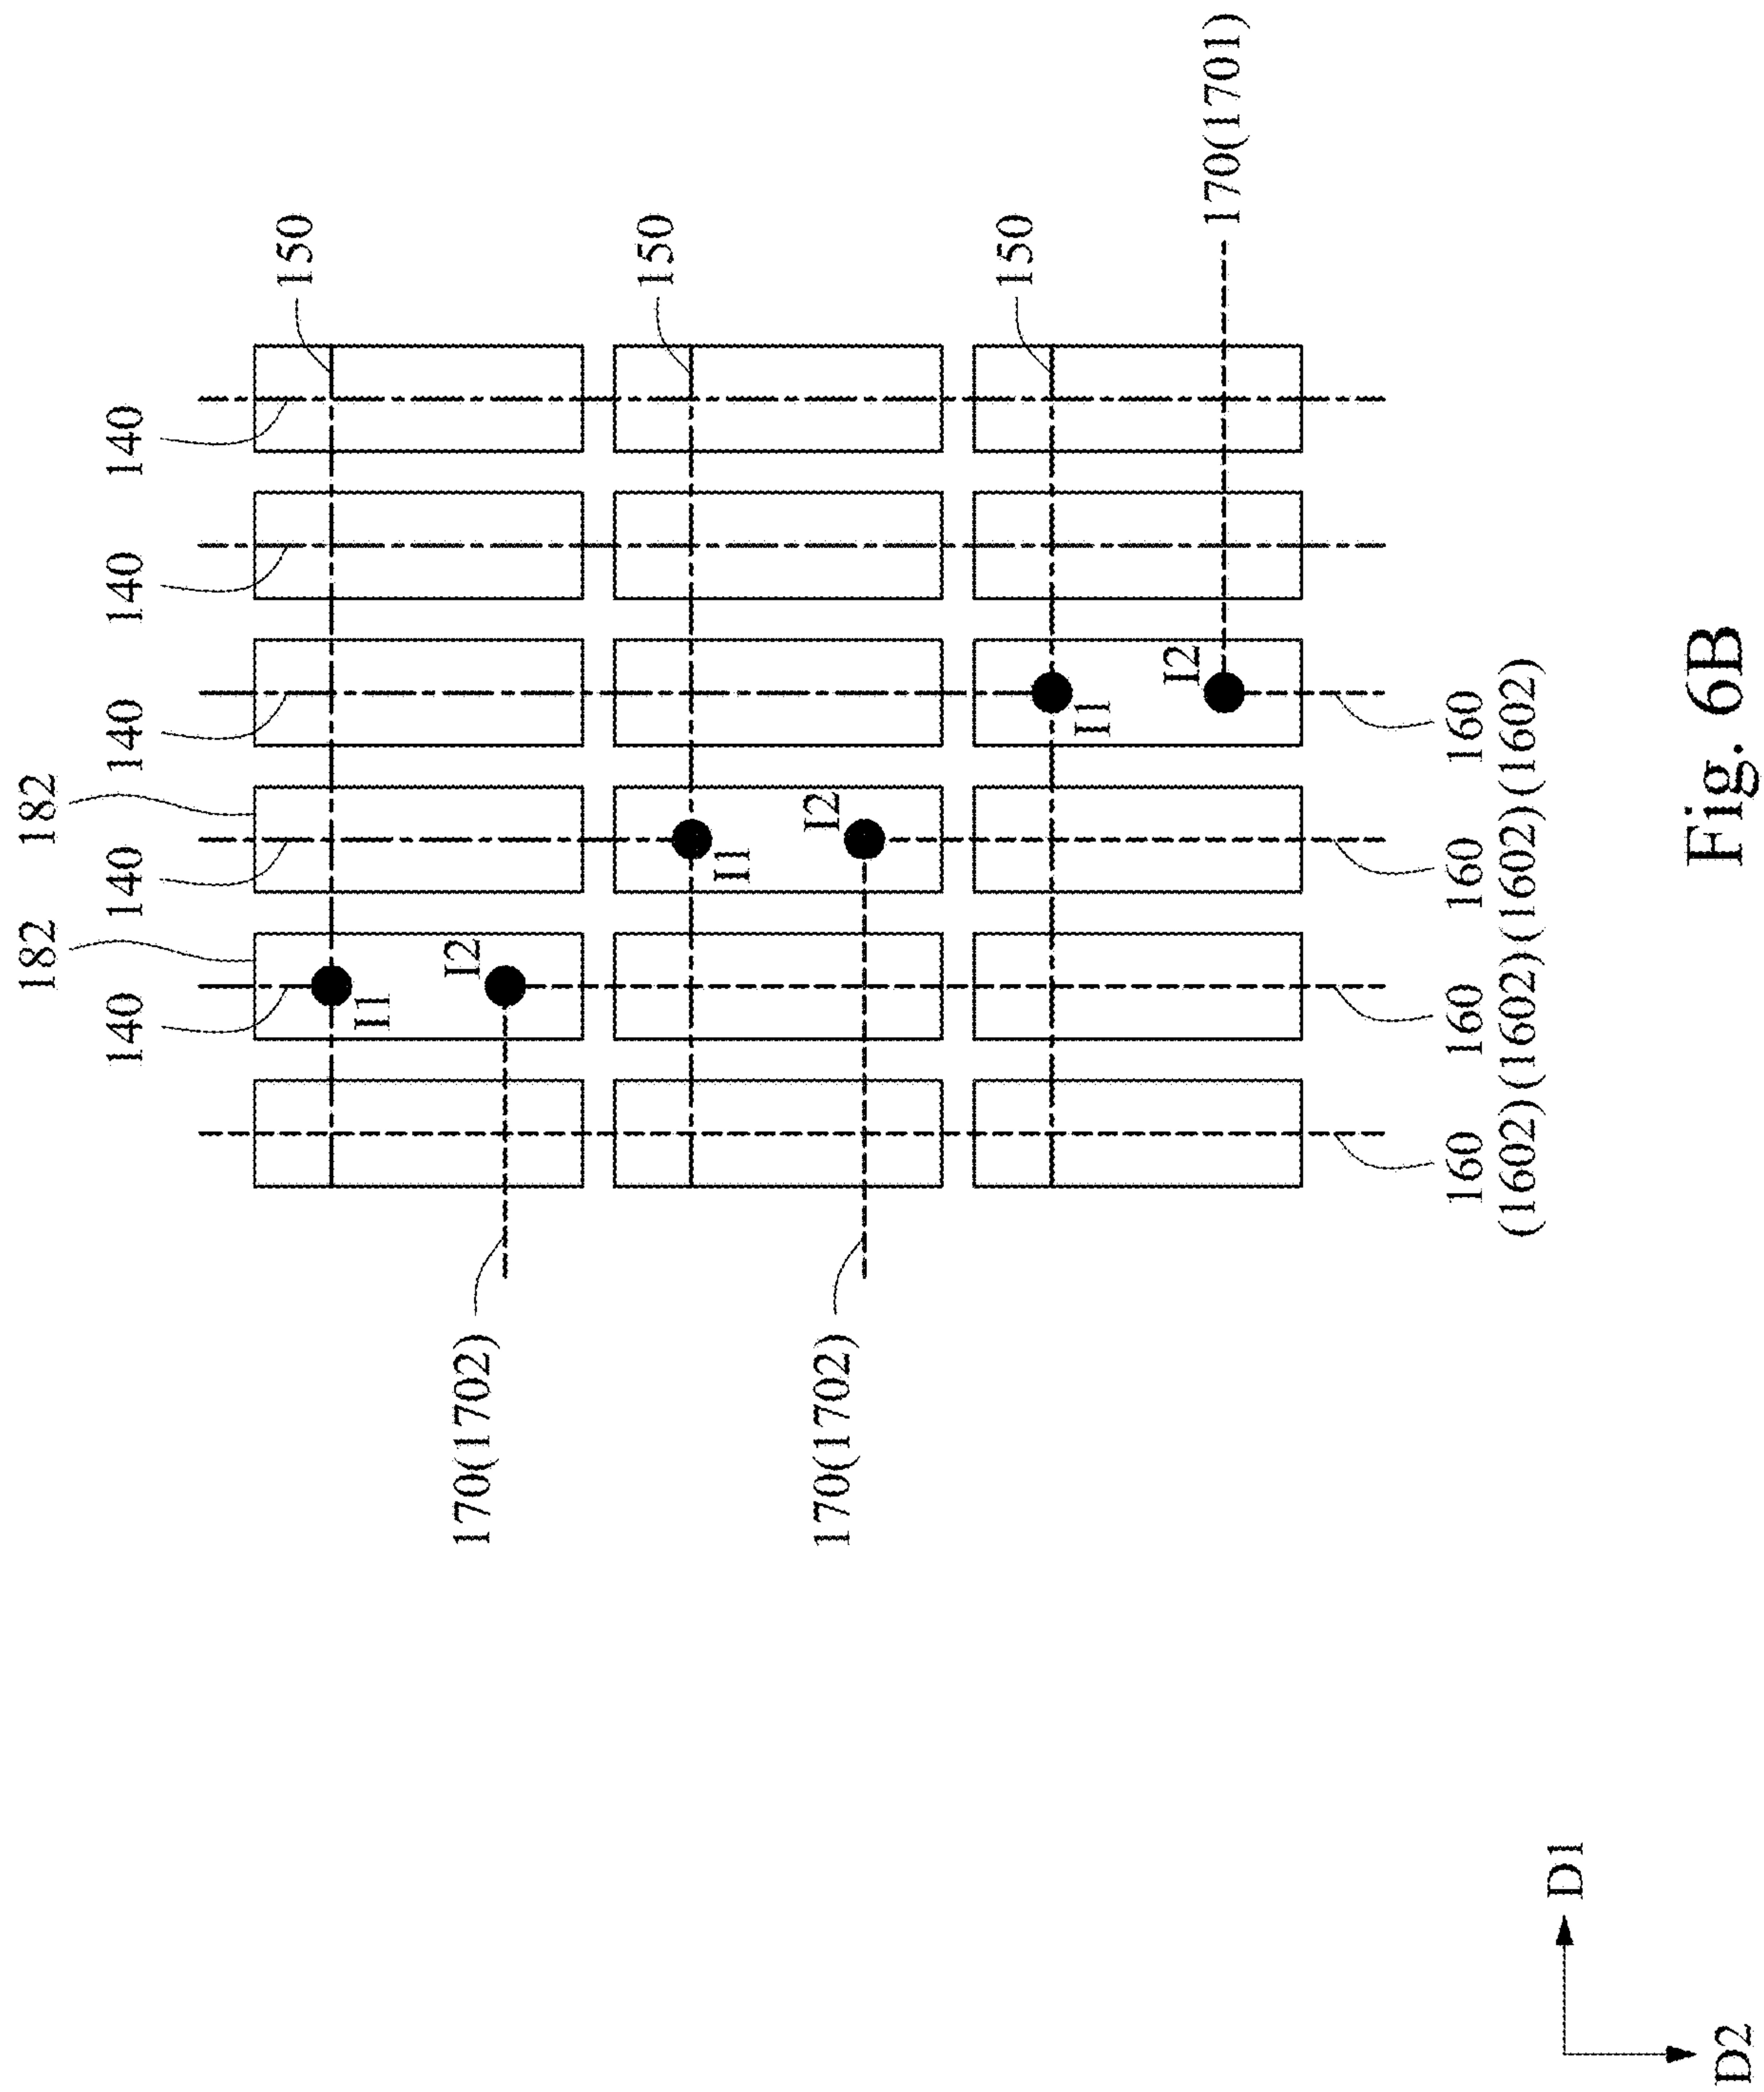 182 182
140 140 140 140 140
150
I1
170(1702) I2
150
I1
170(1702) I2
150
I1
I2
170(1701)
160 160 160 160
(1602)(1602)(1602)(1602)
D1
D2
Fig. 6B